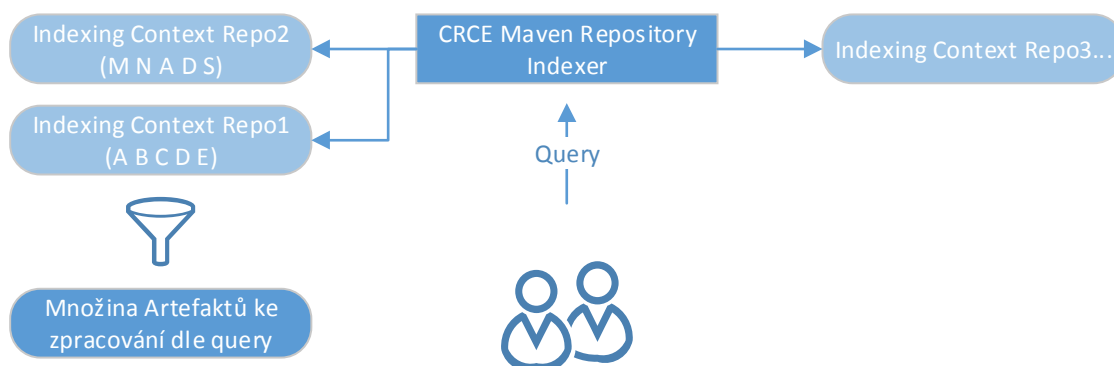 Indexing Context Repo2
(M N A D S)
CRCE Maven Repository
Indexer
Indexing Context Repo3...
Indexing Context Repo1
(A B C D E)
Query
Množina Artefaktů ke
zpracování dle query